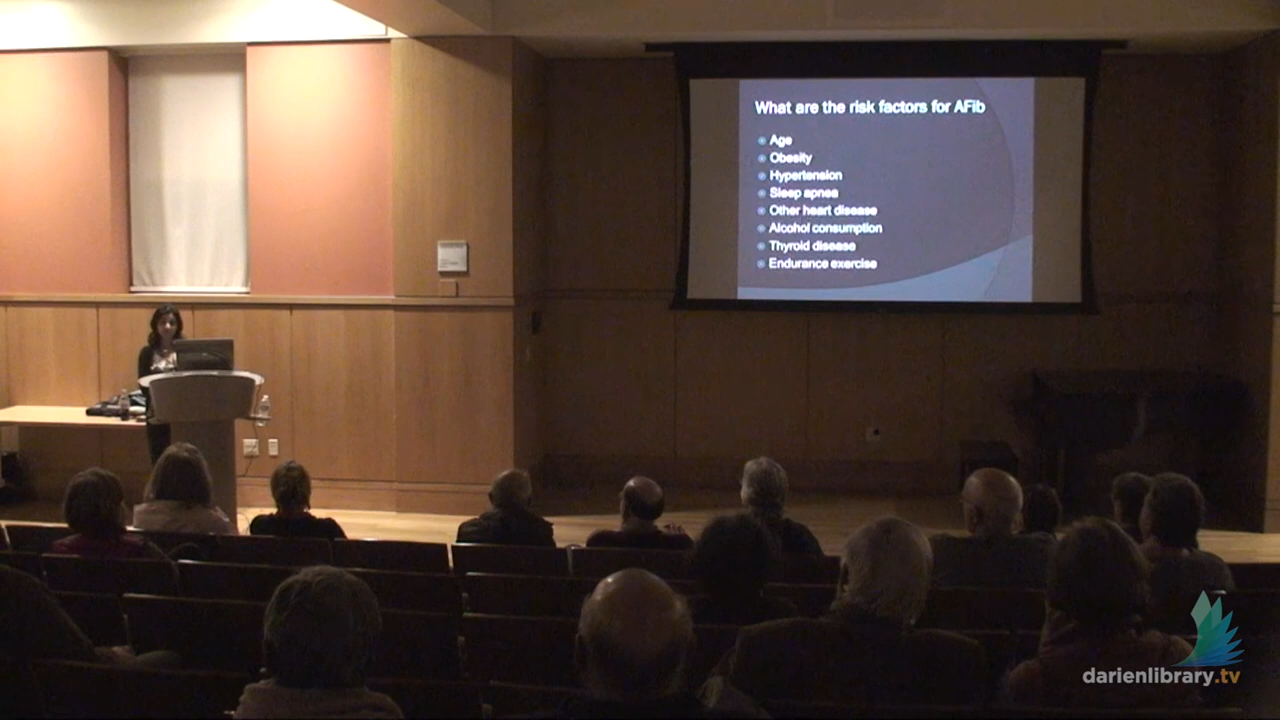 What are the risk factors for AFib
Age
Obesity
Hypertension
Sleep apnea
Other heart disease
Alcohol consumption
Thyroid disease
Endurance exercise
darienlibrary.tv